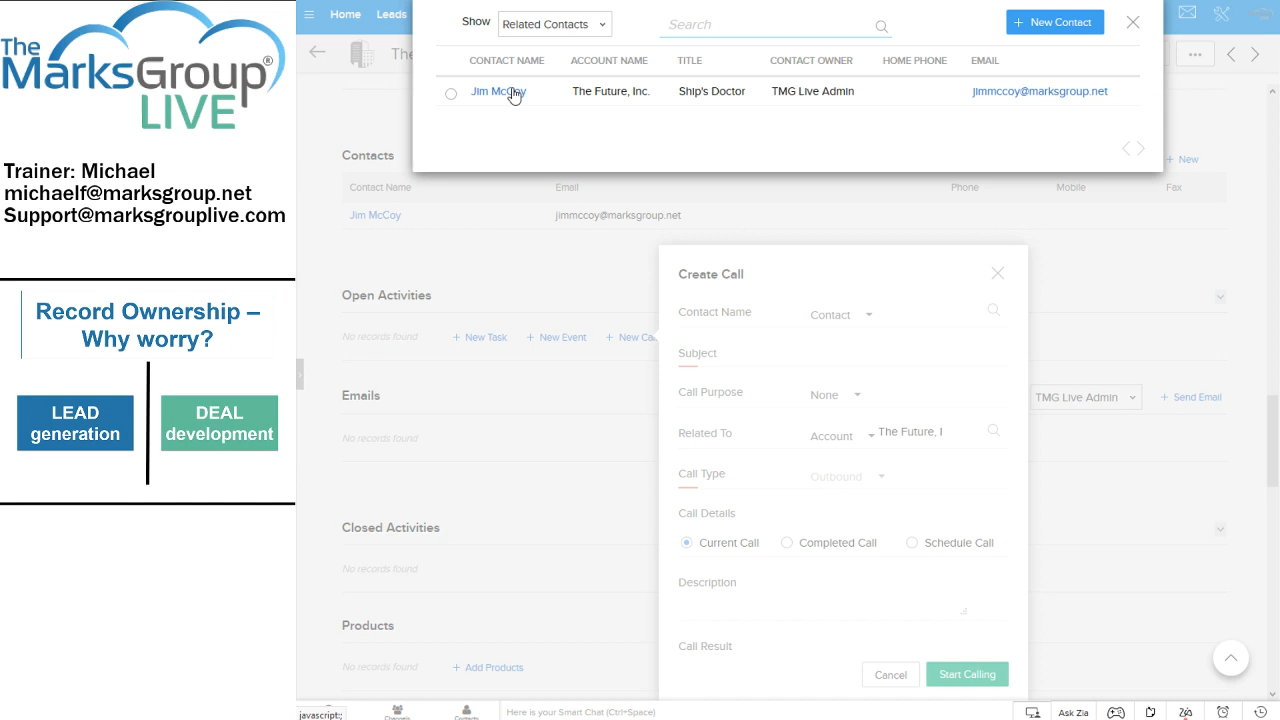 The
MarksGroup®
LIVE
Trainer: Michael
michaelf@marksgroup.net
Support@marksgrouplive.com
Record Ownership –
Why worry?
LEAD
generation
DEAL
development
Home
Leads
Show
Related Contacts
Search
+ New Contact
CONTACT NAME
ACCOUNT NAME
TITLE
CONTACT OWNER
HOME PHONE
EMAIL
Jim McCoy
The Future, Inc.
Ship's Doctor
TMG Live Admin
jimmccoy@marksgroup.net
The
Contacts
+ New
Contact Name
Email
Phone
Mobile
Fax
Jim McCoy
jimmccoy@marksgroup.net
Open Activities
No records found
+ New Task
+ New Event
+ New Ca
Emails
TMG Live Admin
+ Send Email
No records found
Closed Activities
No records found
Products
No records found
+ Add Products
Create Call
Contact Name
Contact
Subject
Call Purpose
None
Related To
Account
The Future, I
Call Type
Outbound
Call Details
Current Call
Completed Call
Schedule Call
Description
Call Result
Cancel
Start Calling
javascript:;
Channels
Contacts
Here is your Smart Chat (Ctrl+Space)
Ask Zia